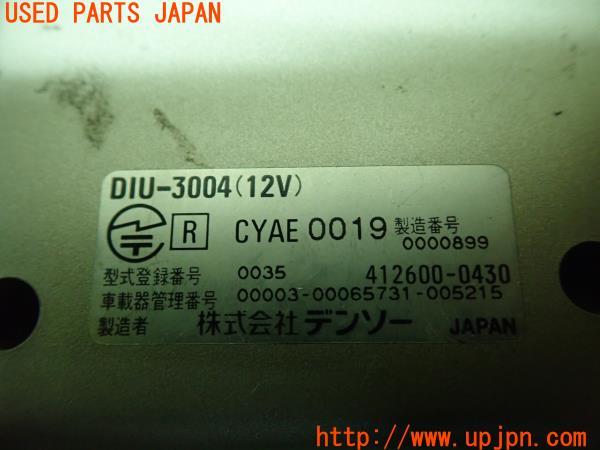 USED PARTS JAPAN
DIU-3004(12V)
R CYAE 0019 製造番号 0000899
型式登録番号 0035 412600-0430
車載器管理番号 00003-00065731-005215
製造者 株式会社 デンソー JAPAN
http://www.upjpn.com/